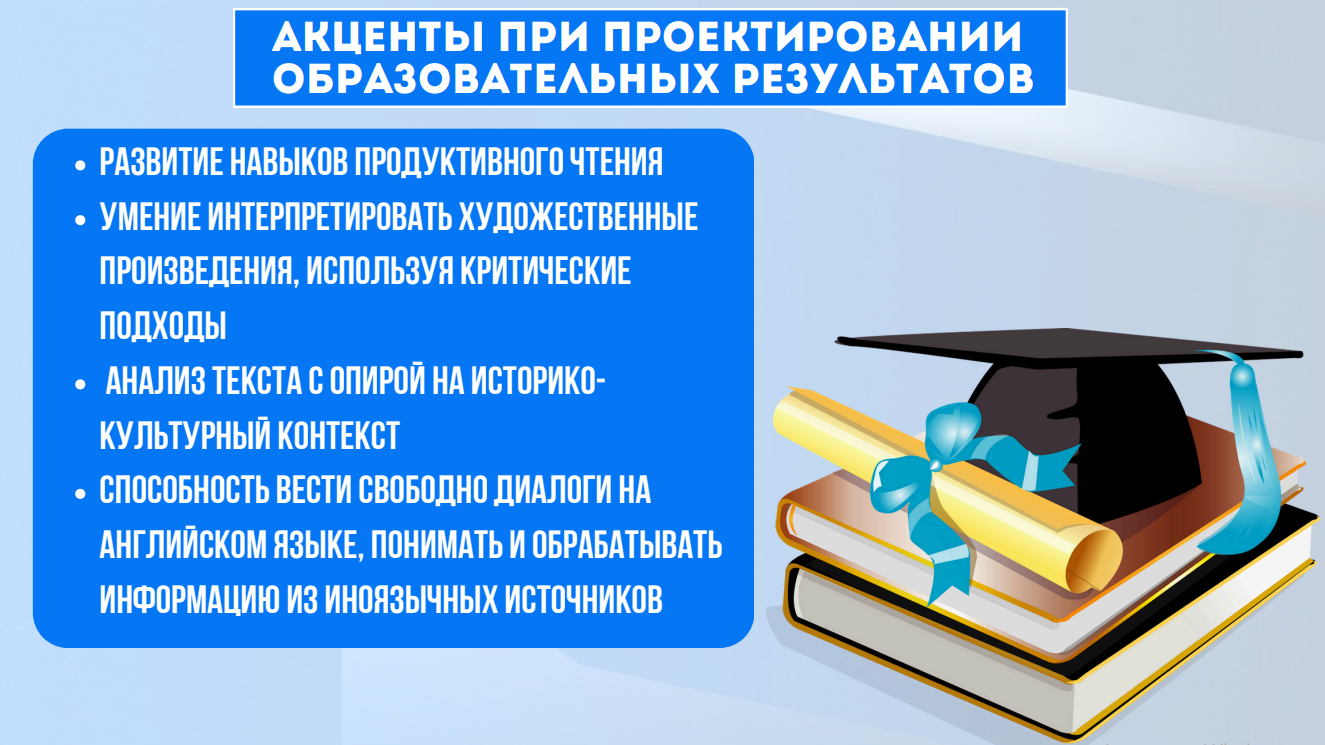 АКЦЕНТЫ ПРИ ПРОЕКТИРОВАНИИ
ОБРАЗОВАТЕЛЬНЫХ РЕЗУЛЬТАТОВ
• РАЗВИТИЕ НАВЫКОВ ПРОДУКТИВНОГО ЧТЕНИЯ
• УМЕНИЕ ИНТЕРПРЕТИРОВАТЬ ХУДОЖЕСТВЕННЫЕ
ПРОИЗВЕДЕНИЯ, ИСПОЛЬЗУЯ КРИТИЧЕСКИЕ
ПОДХОДЫ
• АНАЛИЗ ТЕКСТА С ОПИРОЙ НА ИСТОРИКО-
КУЛЬТУРНЫЙ КОНТЕКСТ
• СПОСОБНОСТЬ ВЕСТИ СВОБОДНО ДИАЛОГИ НА
АНГЛИЙСКОМ ЯЗЫКЕ, ПОНИМАТЬ И ОБРАБАТЫВАТЬ
ИНФОРМАЦИЮ ИЗ ИНОЯЗЫЧНЫХ ИСТОЧНИКОВ